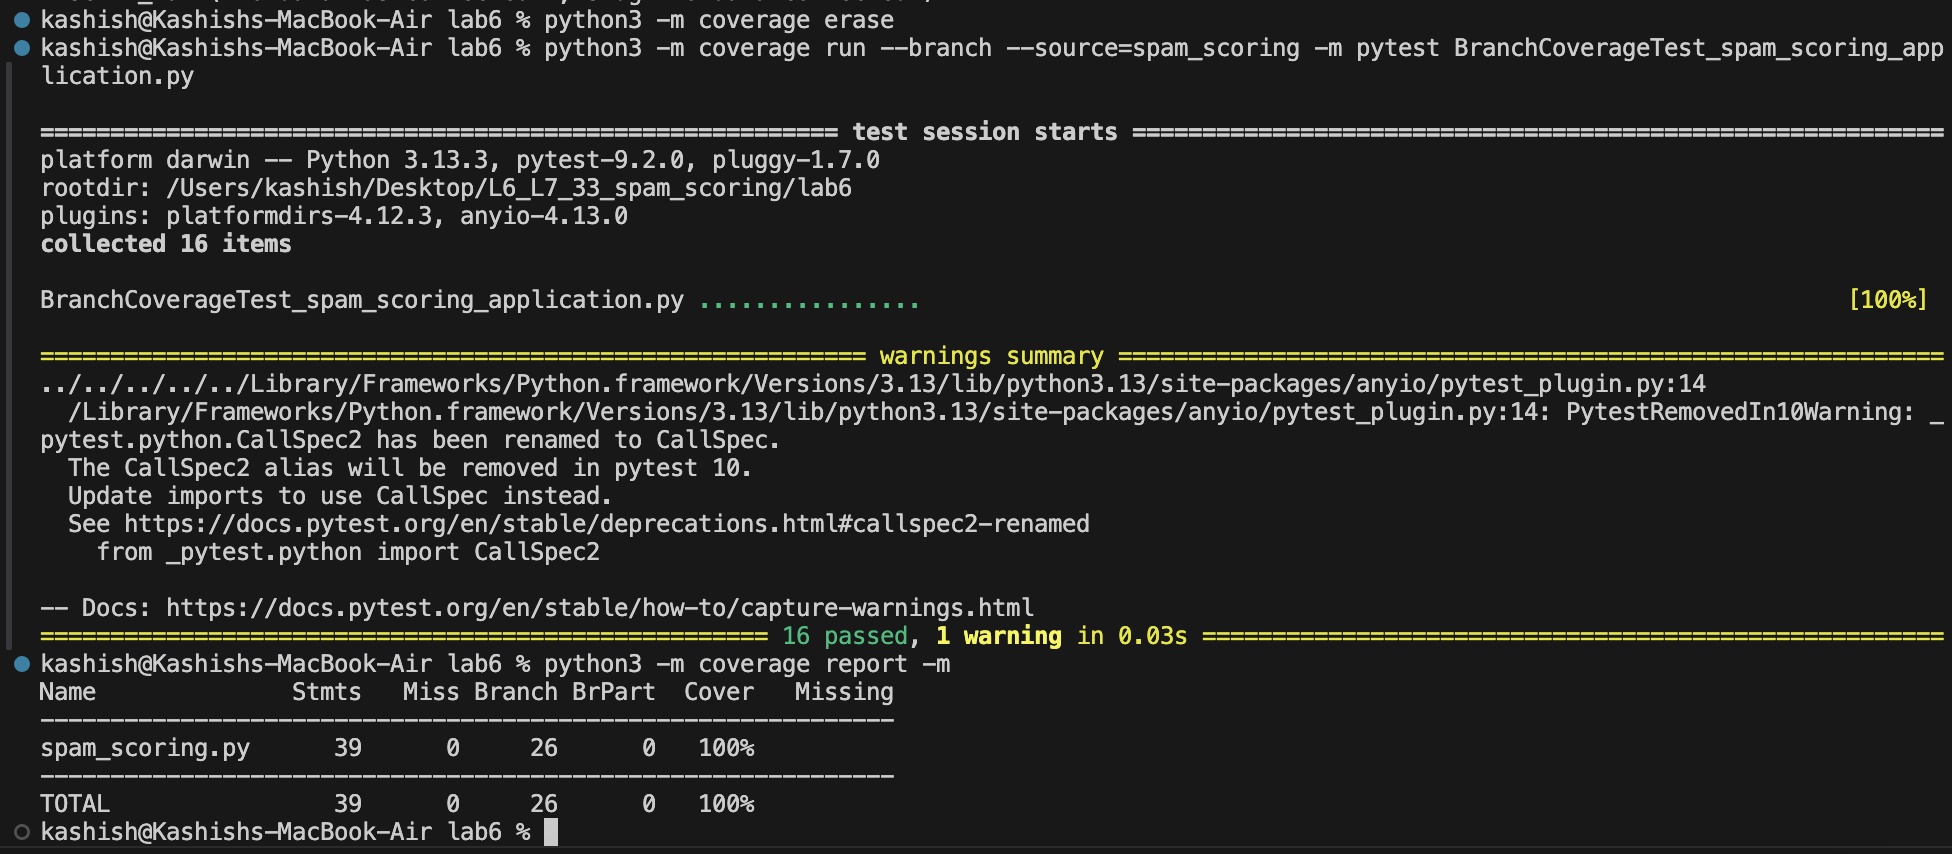 kashish@Kashishs-MacBook-Air lab6 % python3 -m coverage erase
kashish@Kashishs-MacBook-Air lab6 % python3 -m coverage run --branch --source=spam_scoring -m pytest BranchCoverageTest_spam_scoring_app
lication.py
test session starts
platform darwin -- Python 3.13.3, pytest-9.2.0, pluggy-1.7.0
rootdir: /Users/kashish/Desktop/L6_L7_33_spam_scoring/lab6
plugins: platformdirs-4.12.3, anyio-4.13.0
collected 16 items
BranchCoverageTest_spam_scoring_application.py ................ [100%]
warnings summary
../../../../../Library/Frameworks/Python.framework/Versions/3.13/lib/python3.13/site-packages/anyio/pytest_plugin.py:14
/Library/Frameworks/Python.framework/Versions/3.13/lib/python3.13/site-packages/anyio/pytest_plugin.py:14: PytestRemovedIn10Warning: _
pytest.python.CallSpec2 has been renamed to CallSpec.
The CallSpec2 alias will be removed in pytest 10.
Update imports to use CallSpec instead.
See https://docs.pytest.org/en/stable/deprecations.html#callspec2-renamed
from _pytest.python import CallSpec2
-- Docs: https://docs.pytest.org/en/stable/how-to/capture-warnings.html
16 passed, 1 warning in 0.03s
kashish@Kashishs-MacBook-Air lab6 % python3 -m coverage report -m
Name Stmts Miss Branch BrPart Cover Missing
spam_scoring.py 39 0 26 0 100%
TOTAL 39 0 26 0 100%
kashish@Kashishs-MacBook-Air lab6 %